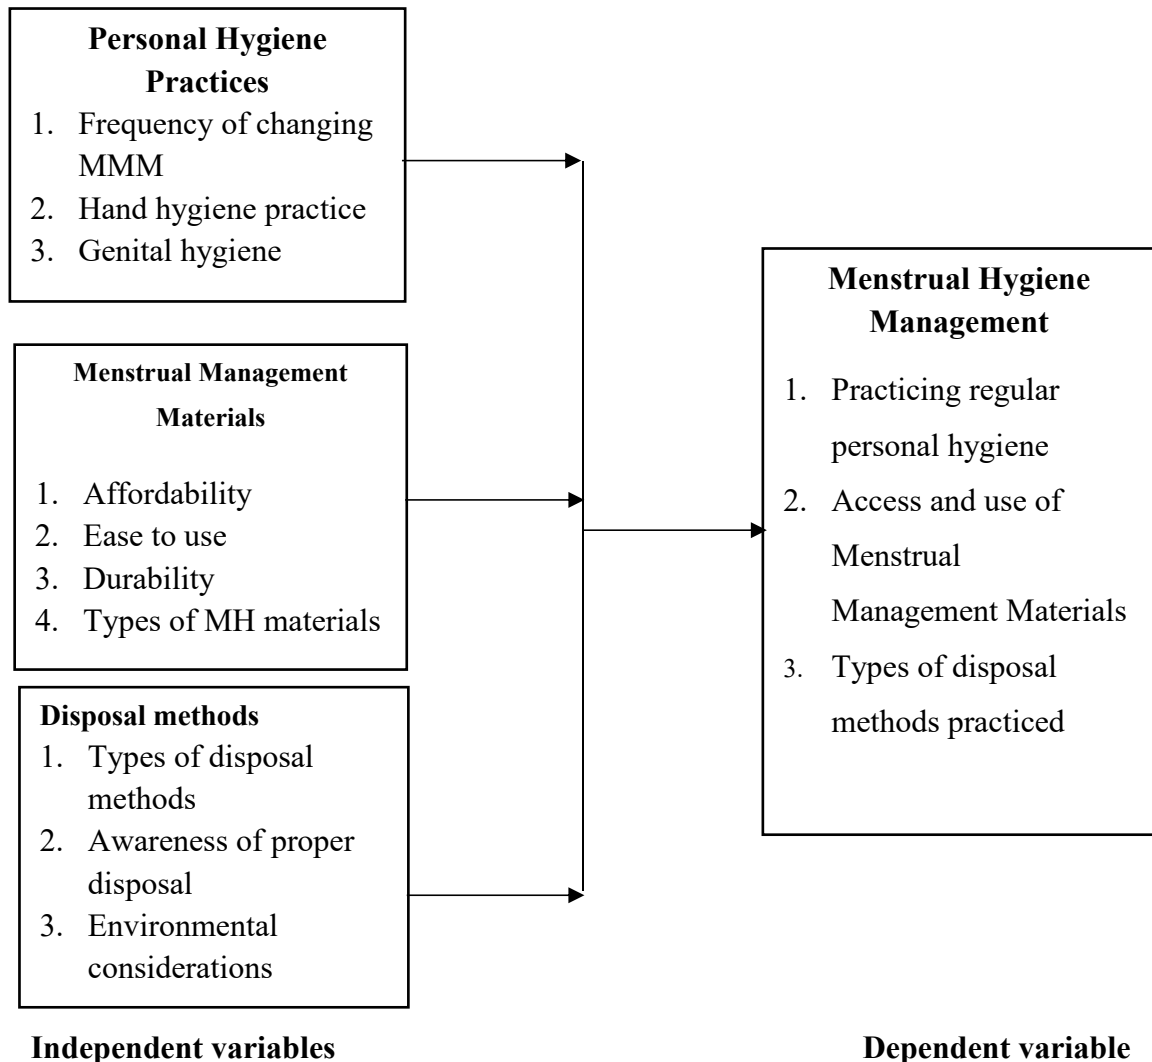 Personal Hygiene
Practices
1. Frequency of changing
MMM
2. Hand hygiene practice
3. Genital hygiene
Menstrual Management
Materials
1. Affordability
2. Ease to use
3. Durability
4. Types of MH materials
Disposal methods
1. Types of disposal
methods
2. Awareness of proper
disposal
3. Environmental
considerations
Independent variables
Menstrual Hygiene
Management
1. Practicing regular
personal hygiene
2. Access and use of
Menstrual
Management Materials
3. Types of disposal
methods practiced
Dependent variable